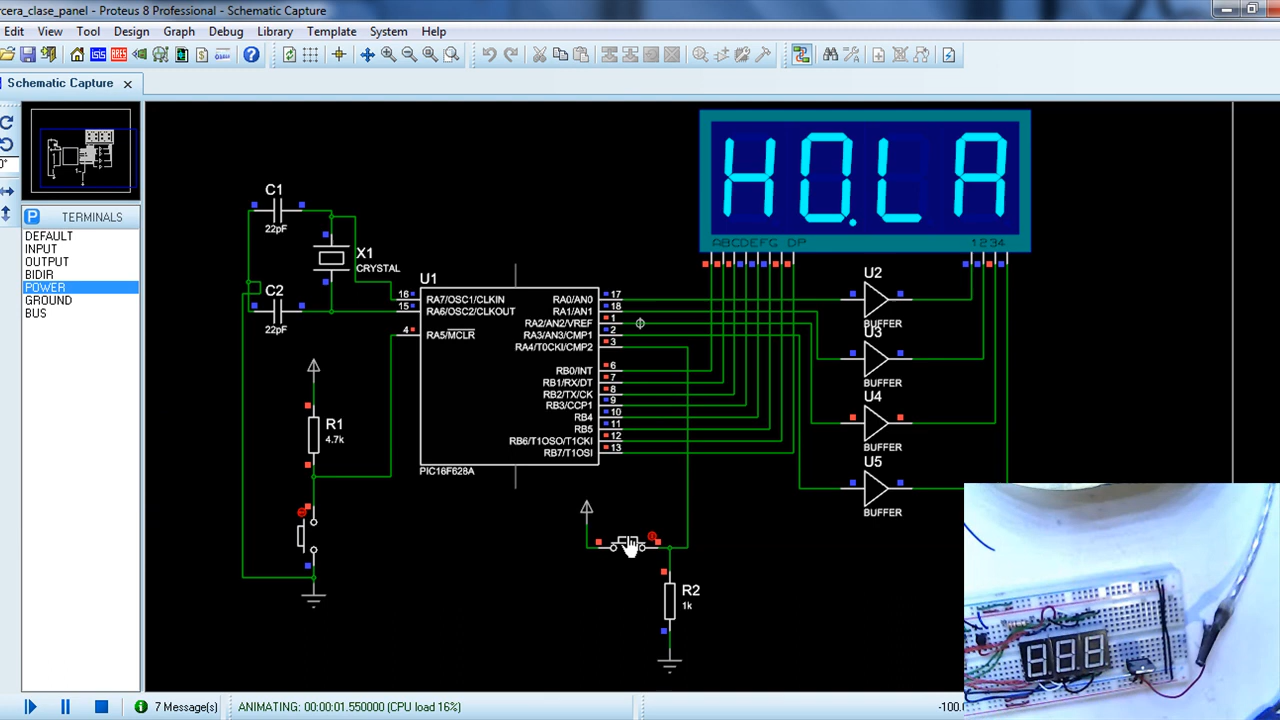 rcera_clase_panel - Proteus 8 Professional - Schematic Capture
Edit View Tool Design Graph Debug Library Template System Help
Schematic Capture
HO.LA
ABCDEFG DP
1234
C1
22pF
X1
CRYSTAL
C2
22pF
P TERMINALS
DEFAULT
INPUT
OUTPUT
BIDIR
POWER
GROUND
BUS
U1
16 RA7/OSC1/CLKIN
15 RA6/OSC2/CLKOUT
4 RA5/MCLR
RA0/AN0 17
RA1/AN1 18
RA2/AN2/VREF 1
RA3/AN3/CMP1 2
RA4/T0CKI/CMP2 3
RB0/INT 6
RB1/RX/DT 7
RB2/TX/CK 8
RB3/CCP1 9
RB4 10
RB5 11
RB6/T1OSO/T1CKI 12
RB7/T1OSI 13
PIC16F628A
U2
BUFFER
U3
BUFFER
U4
BUFFER
U5
BUFFER
R1
4.7k
R2
1k
7 Message(s)
ANIMATING: 00:00:01.550000 (CPU load 16%)
-100.0